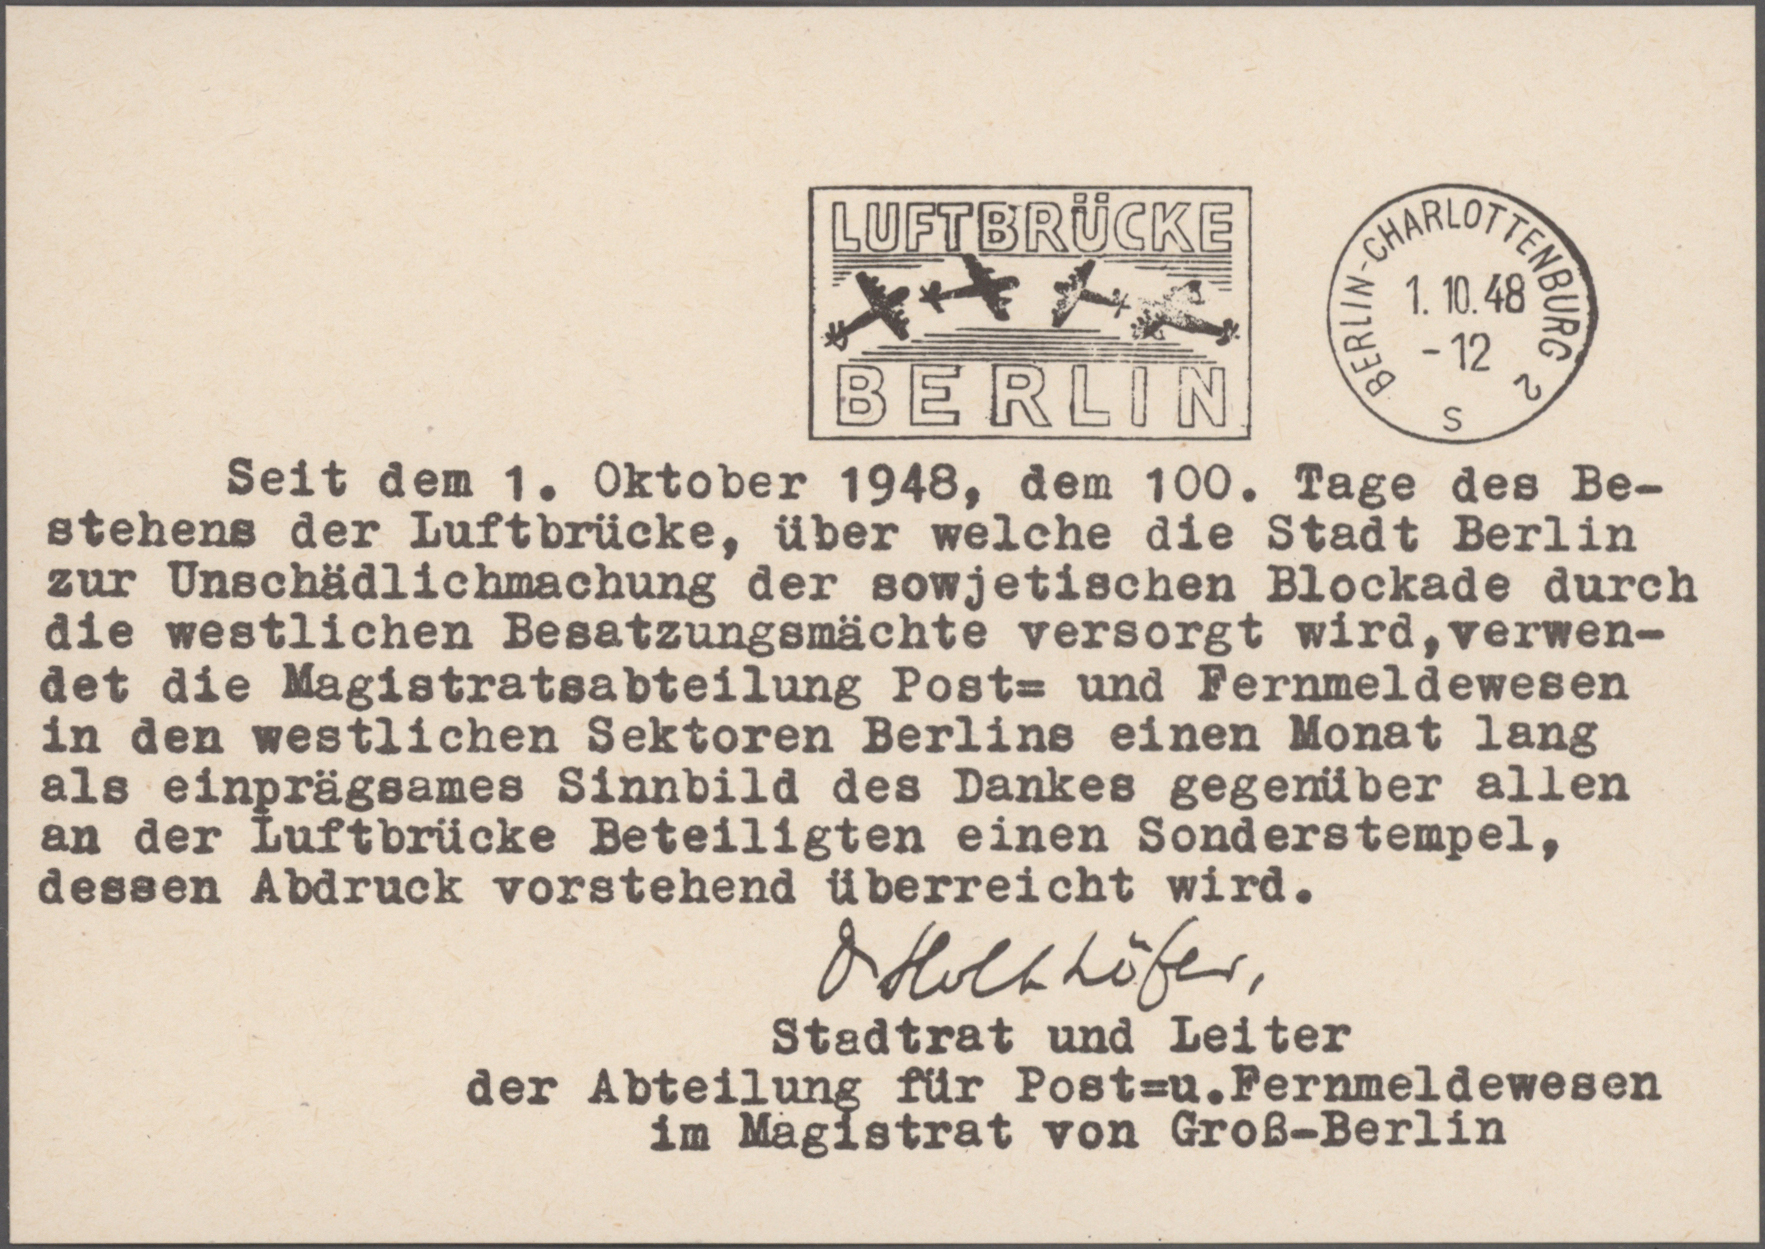 LUFTBRÜCKE
BERLIN
BERLIN-CHARLOTTENBURG 2
1. 10. 48
-12
s
Seit dem 1. Oktober 1948, dem 100. Tage des Be-
stehens der Luftbrücke, über welche die Stadt Berlin
zur Unschädlichmachung der sowjetischen Blockade durch
die westlichen Besatzungsmächte versorgt wird,verwen-
det die Magistratsabteilung Post= und Fernmeldewesen
in den westlichen Sektoren Berlins einen Monat lang
als einprägsames Sinnbild des Dankes gegenüber allen
an der Luftbrücke Beteiligten einen Sonderstempel,
dessen Abdruck vorstehend überreicht wird.
Dr Holthöfer,
Stadtrat und Leiter
der Abteilung für Post=u.Fernmeldewesen
im Magistrat von Groß-Berlin